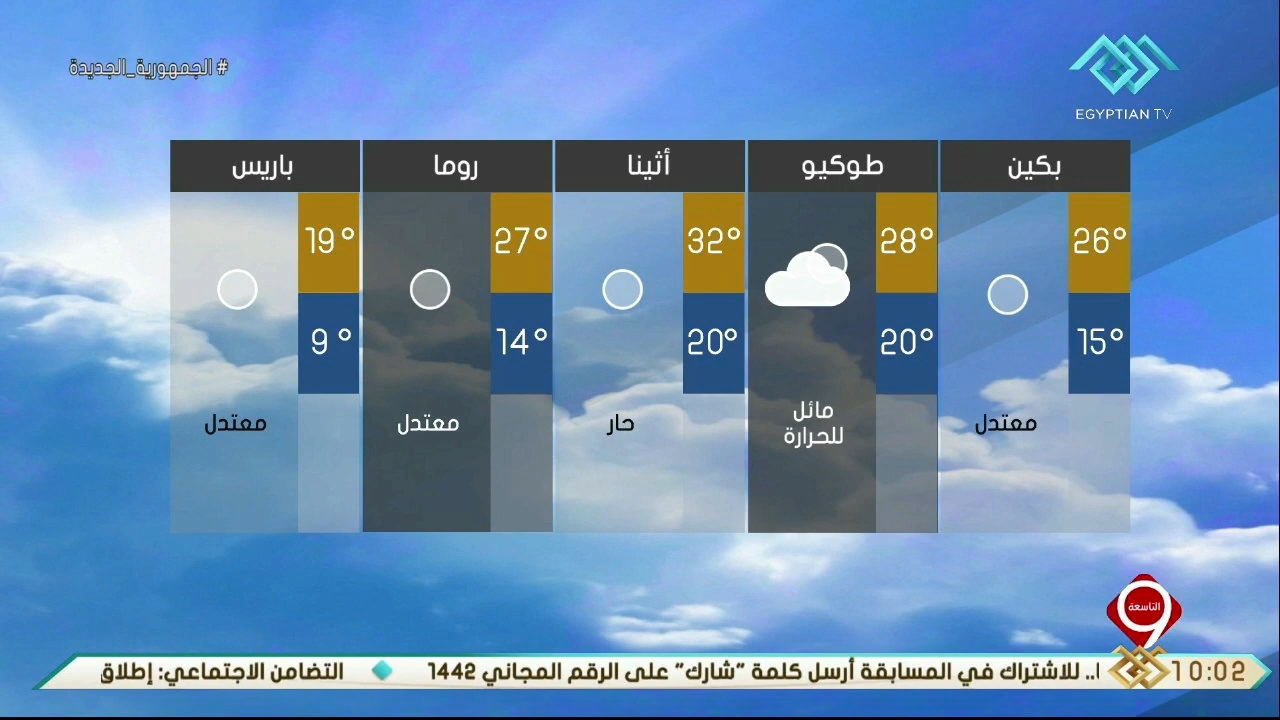 # الجمهورية_الجديدة
EGYPTIAN TV
بكين
26°
15°
معتدل
طوكيو
28°
20°
مائل
للحرارة
أثينا
32°
20°
حار
روما
27°
14°
معتدل
باريس
19°
9°
معتدل
9
التاسعة
10:02
.. للاشتراك في المسابقة أرسل كلمة "شارك" على الرقم المجاني 1442 التضامن الاجتماعي: إطلاق